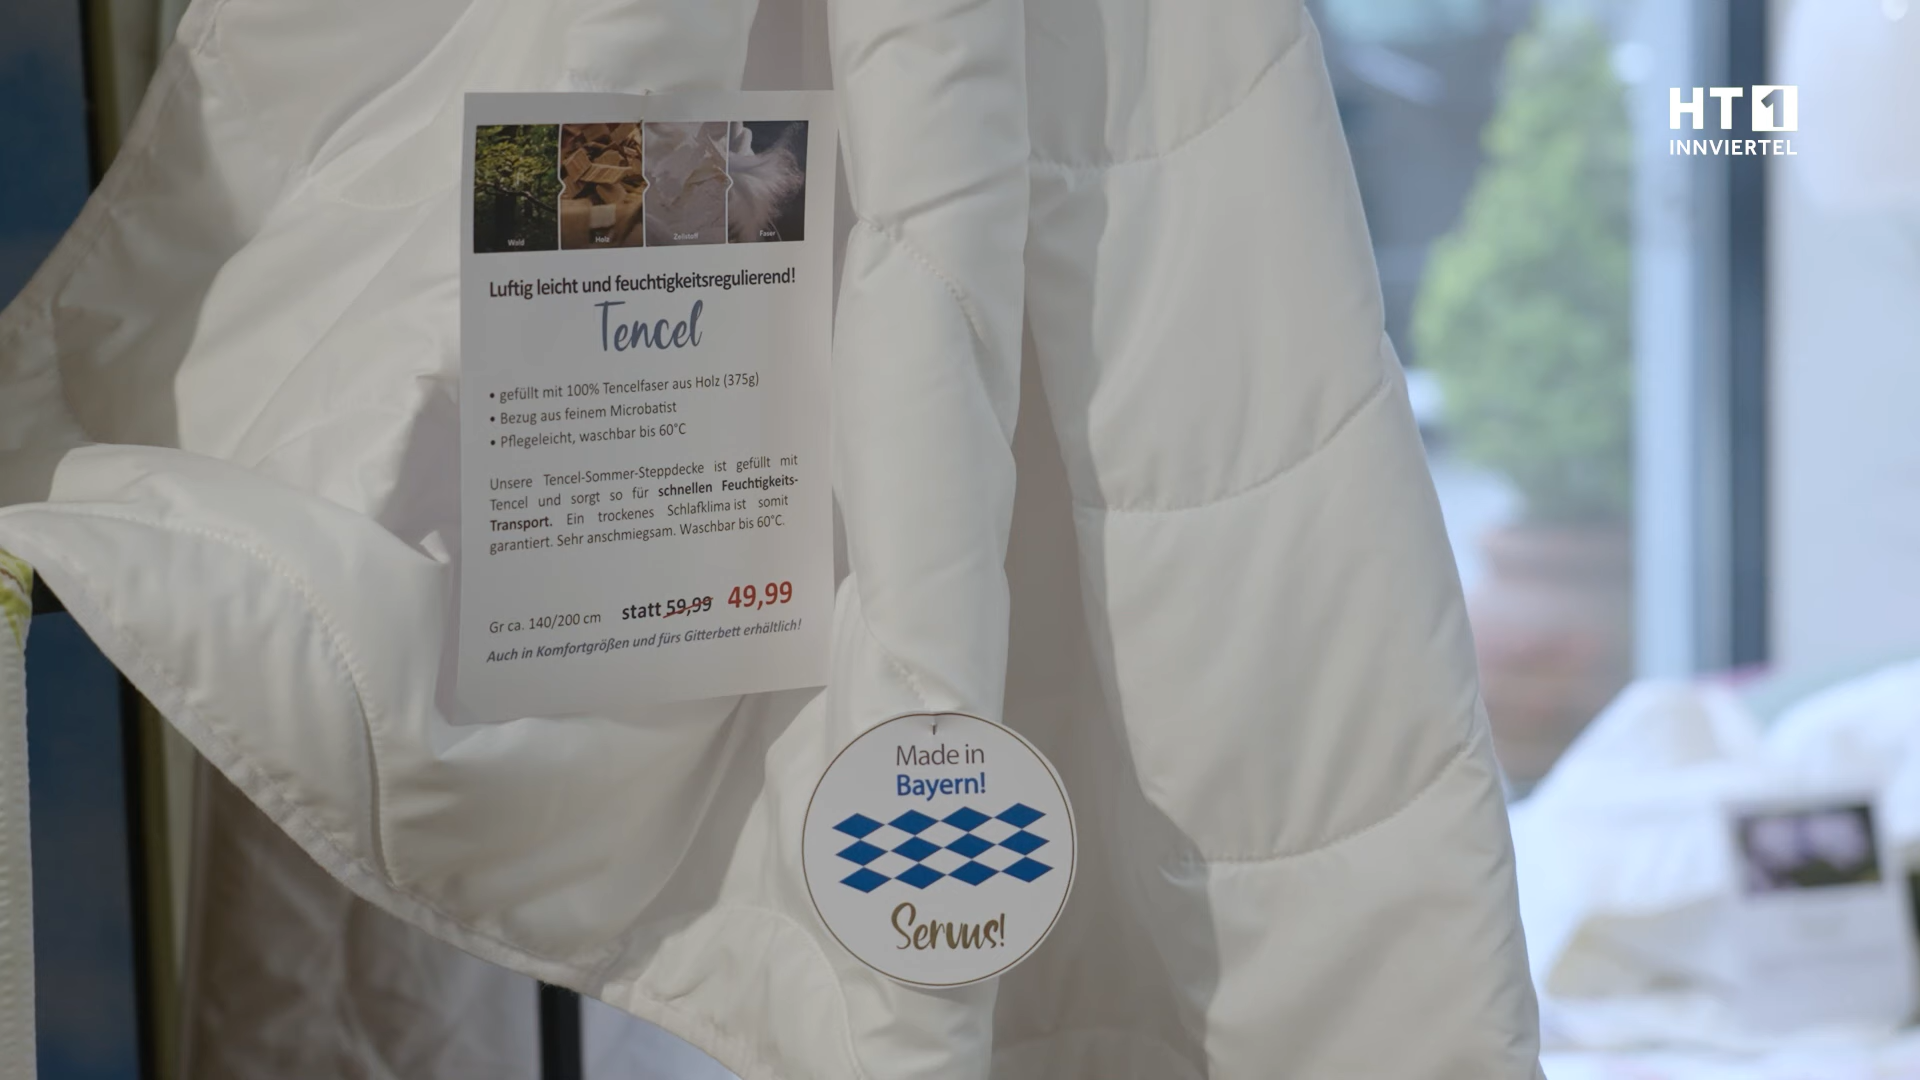 HT1
INNVIERTEL
Wald Holz Zellstoff Faser
Luftig leicht und feuchtigkeitsregulierend!
Tencel
• gefüllt mit 100% Tencelfaser aus Holz (375g)
• Bezug aus feinem Microbatist
• Pflegeleicht, waschbar bis 60°C
Unsere Tencel-Sommer-Steppdecke ist gefüllt mit
Tencel und sorgt so für schnellen Feuchtigkeits-
Transport. Ein trockenes Schlafklima ist somit
garantiert. Sehr anschmiegsam. Waschbar bis 60°C.
Gr ca. 140/200 cm statt 59,99 49,99
Auch in Komfortgrößen und fürs Gitterbett erhältlich!
Made in
Bayern!
Servus!